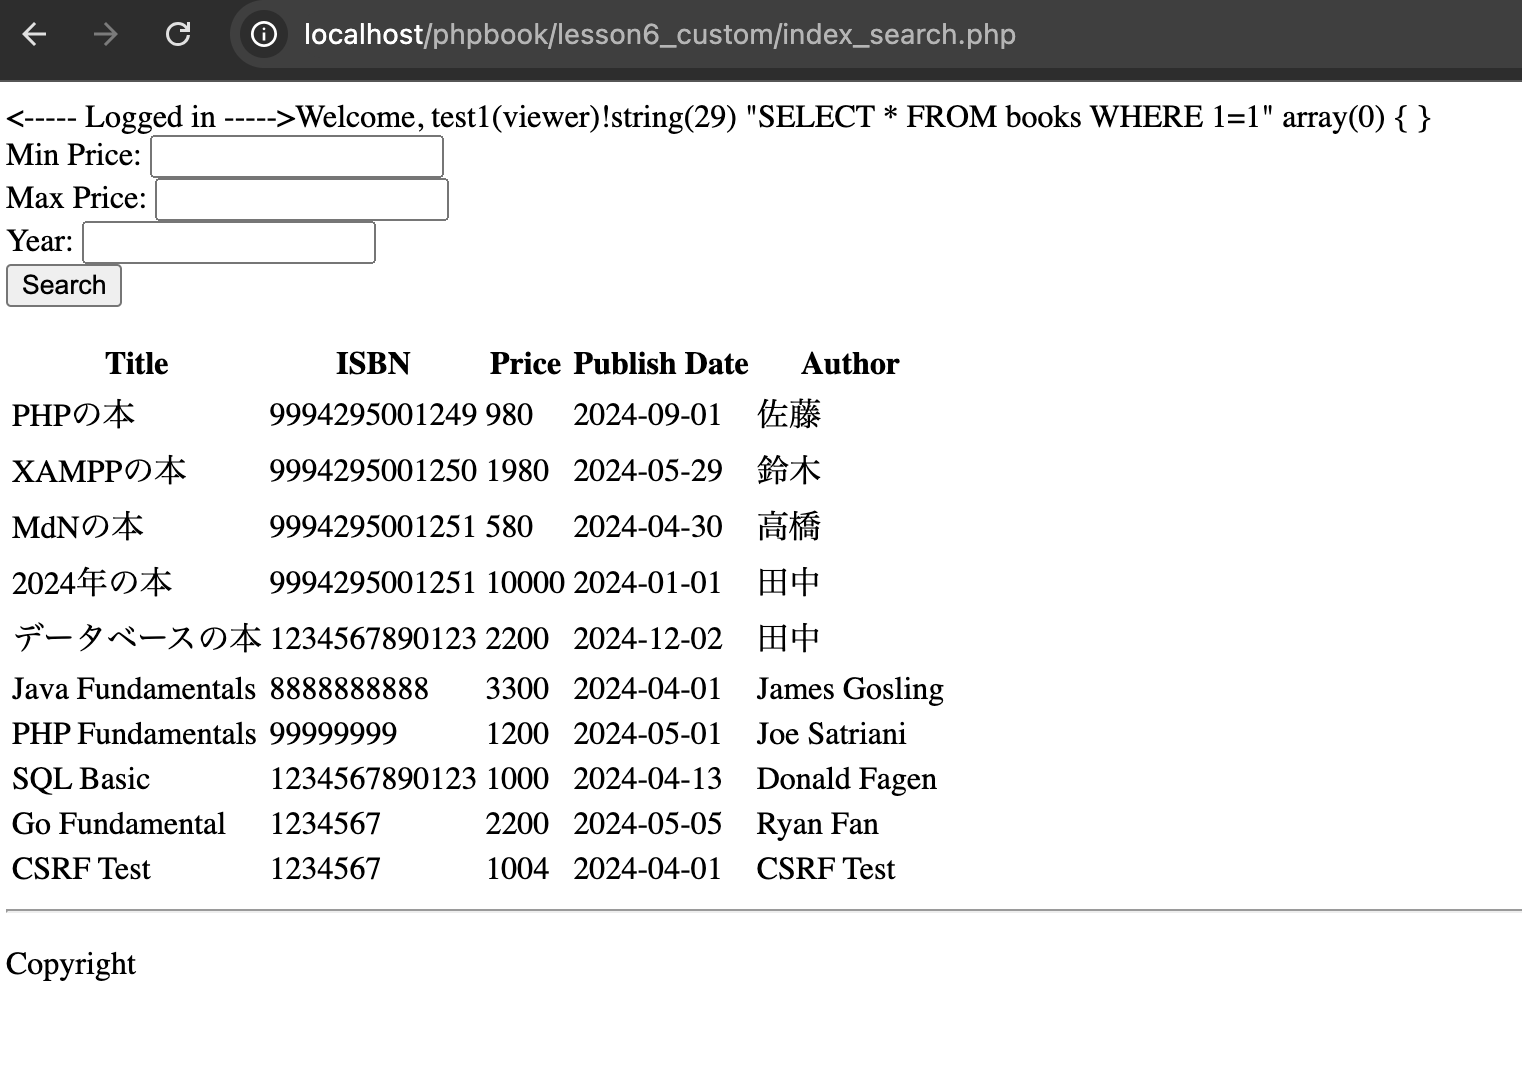 localhost/phpbook/lesson6_custom/index_search.php
<----- Logged in ----->Welcome, test1(viewer)!string(29) "SELECT * FROM books WHERE 1=1" array(0) { }
Min Price:
Max Price:
Year:
Search
Title ISBN Price Publish Date Author
PHPの本 9994295001249 980 2024-09-01 佐藤
XAMPPの本 9994295001250 1980 2024-05-29 鈴木
MdNの本 9994295001251 580 2024-04-30 高橋
2024年の本 9994295001251 10000 2024-01-01 田中
データベースの本 1234567890123 2200 2024-12-02 田中
Java Fundamentals 8888888888 3300 2024-04-01 James Gosling
PHP Fundamentals 99999999 1200 2024-05-01 Joe Satriani
SQL Basic 1234567890123 1000 2024-04-13 Donald Fagen
Go Fundamental 1234567 2200 2024-05-05 Ryan Fan
CSRF Test 1234567 1004 2024-04-01 CSRF Test
Copyright